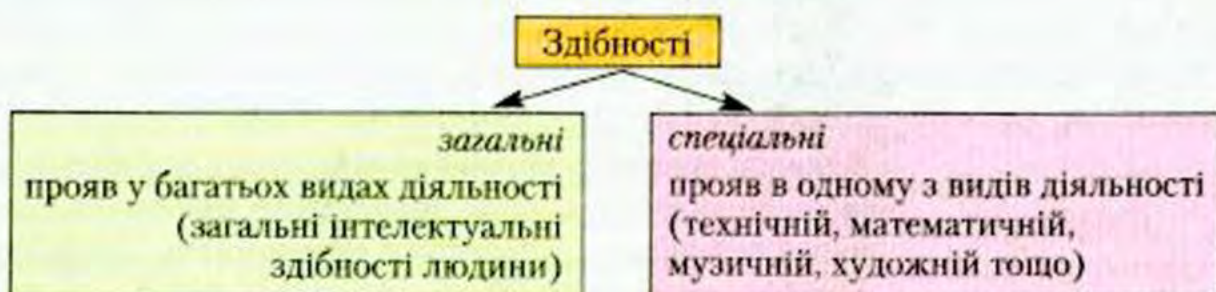 Здібності
загальні
прояв у багатьох видах діяльності
(загальні інтелектуальні
здібності людини)
спеціальні
прояв в одному з видів діяльності
(технічній, математичній,
музичній, художній тощо)